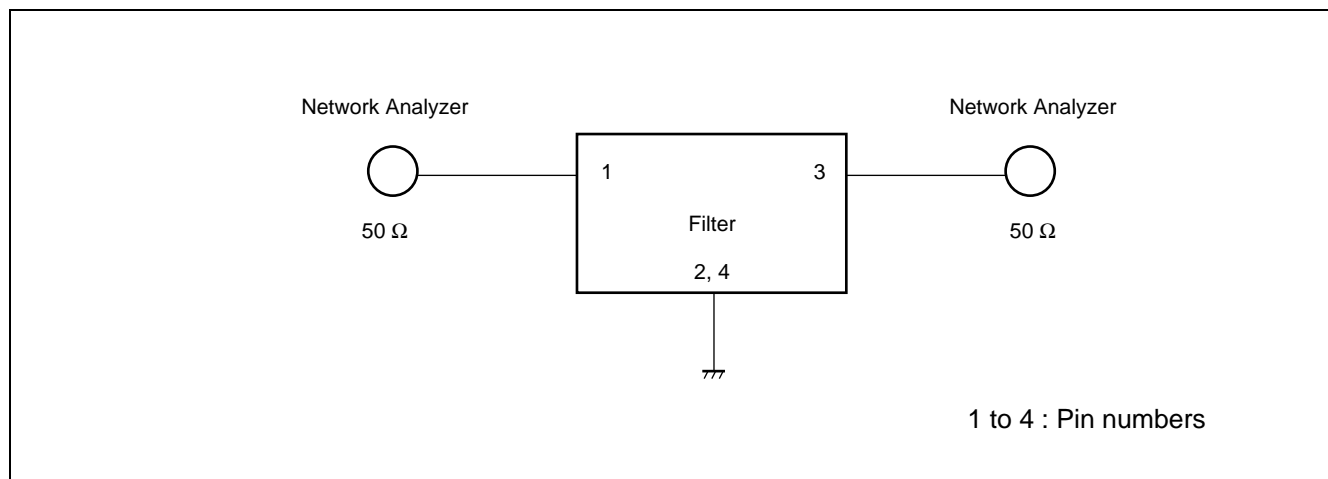 Network Analyzer
Network Analyzer
1
3
50 Ω
Filter
50 Ω
2, 4
1 to 4 : Pin numbers